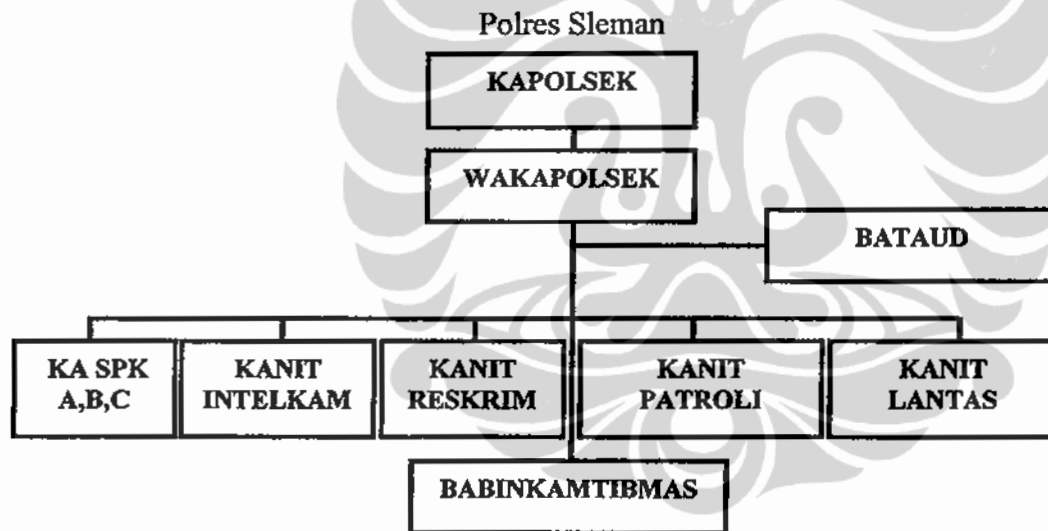 Polres Sleman
KAPOLSEK
WAKAPOLSEK
BATAUD
KA SPK
A,B,C
KANIT
INTELKAM
KANIT
RESKRIM
KANIT
PATROLI
KANIT
LANTAS
BABINKAMTIBMAS